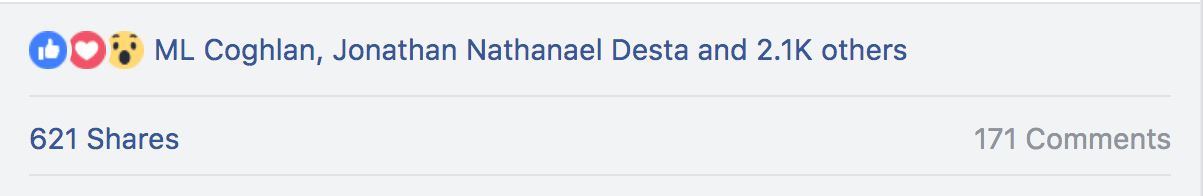 ML Coghlan, Jonathan Nathanael Desta and 2.1K others
621 Shares 171 Comments